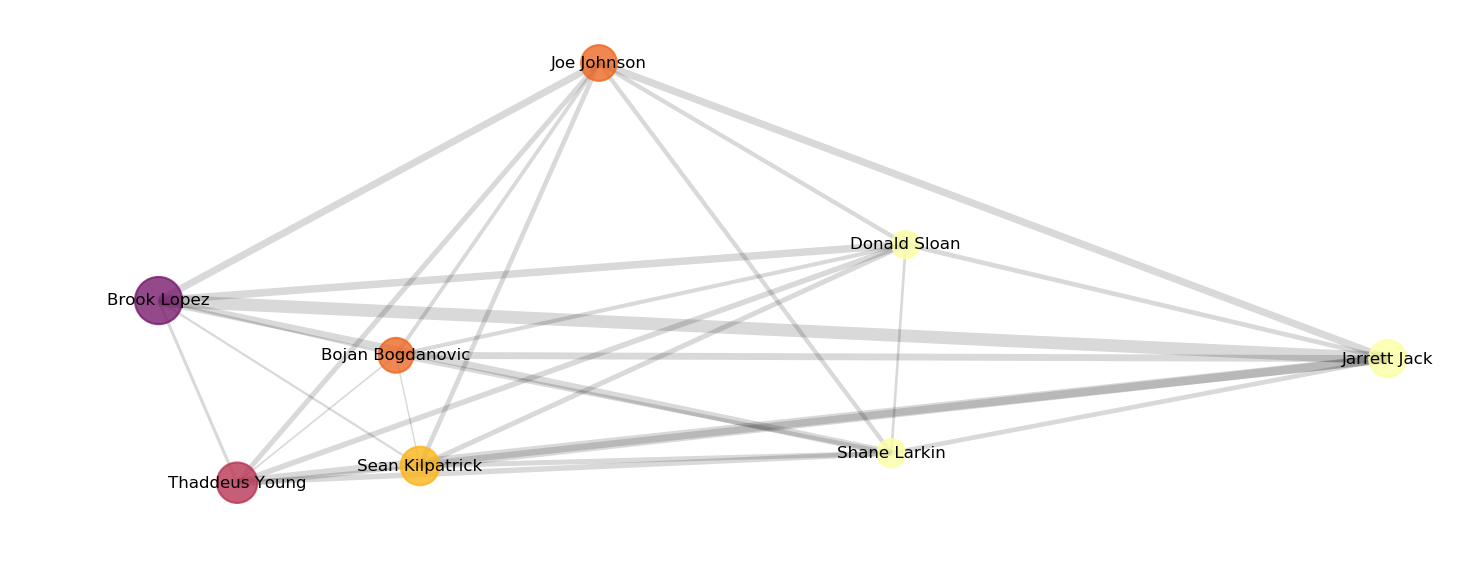 Joe Johnson
Donald Sloan
Brook Lopez
Bojan Bogdanovic
Jarrett Jack
Shane Larkin
Sean Kilpatrick
Thaddeus Young